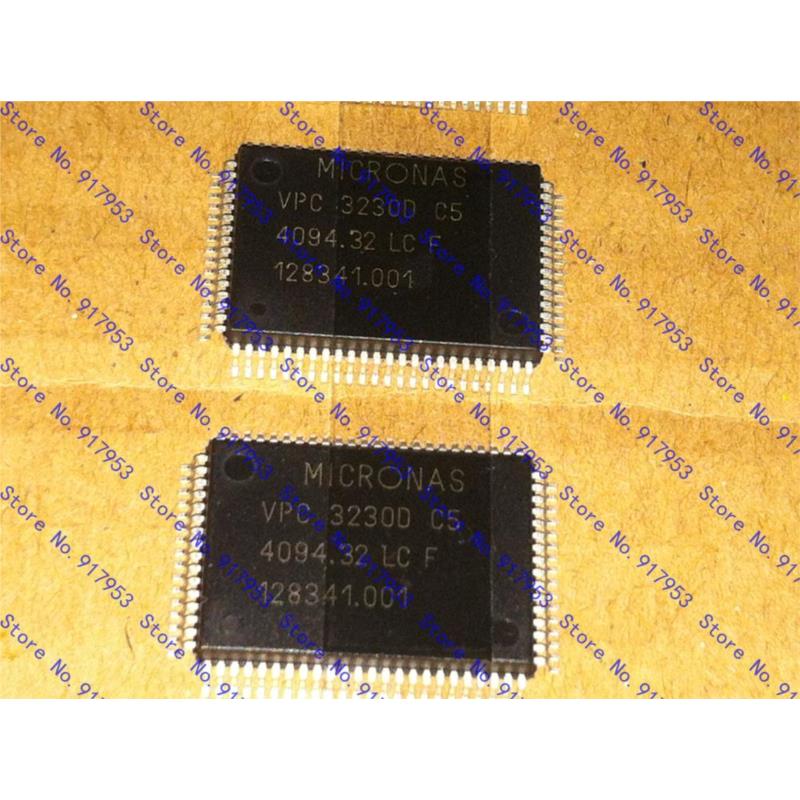 MICRONAS
VPC 3230D C5
4094.32 LC F
128341.001
MICRONAS
VPC 3230D C5
4094.32 LC F
128341.001
Store No. 917953